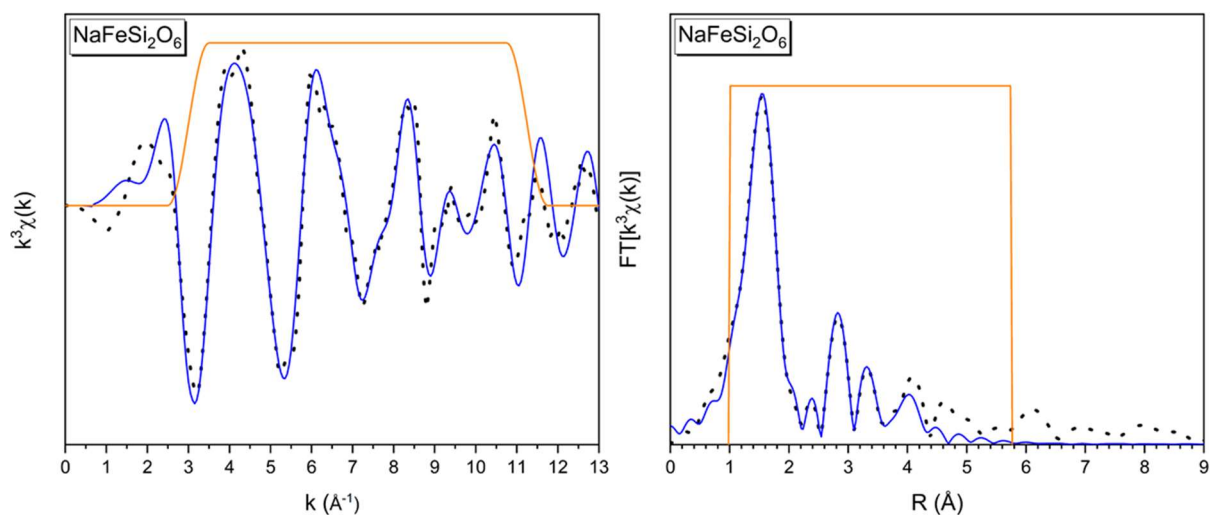 NaFeSi₂O₆
k³χ(k)
0 1 2 3 4 5 6 7 8 9 10 11 12 13
k (Å⁻¹)
NaFeSi₂O₆
FT[k³χ(k)]
0 1 2 3 4 5 6 7 8 9
R (Å)